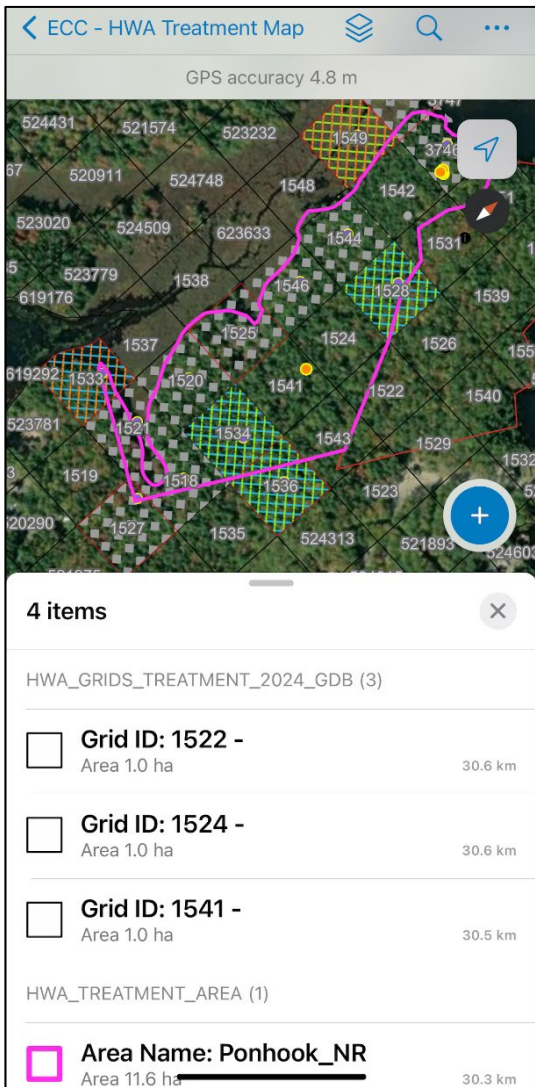 ECC - HWA Treatment Map
GPS accuracy 4.8 m
524431
521574
523232
1549
3746
520911
524748
1548
1542
523020
524509
623633
1544
1531
523779
1538
1546
1528
1539
619176
1525
1524
1526
1537
619292
1533
1520
1541
1522
1540
523781
1521
1534
1543
1529
1519
1518
1536
1523
1527
1535
524313
521893
4 items
HWA_GRIDS_TREATMENT_2024_GDB (3)
Grid ID: 1522 -
Area 1.0 ha
30.6 km
Grid ID: 1524 -
Area 1.0 ha
30.6 km
Grid ID: 1541 -
Area 1.0 ha
30.5 km
HWA_TREATMENT_AREA (1)
Area Name: Ponhook_NR
Area 11.6 ha
30.3 km